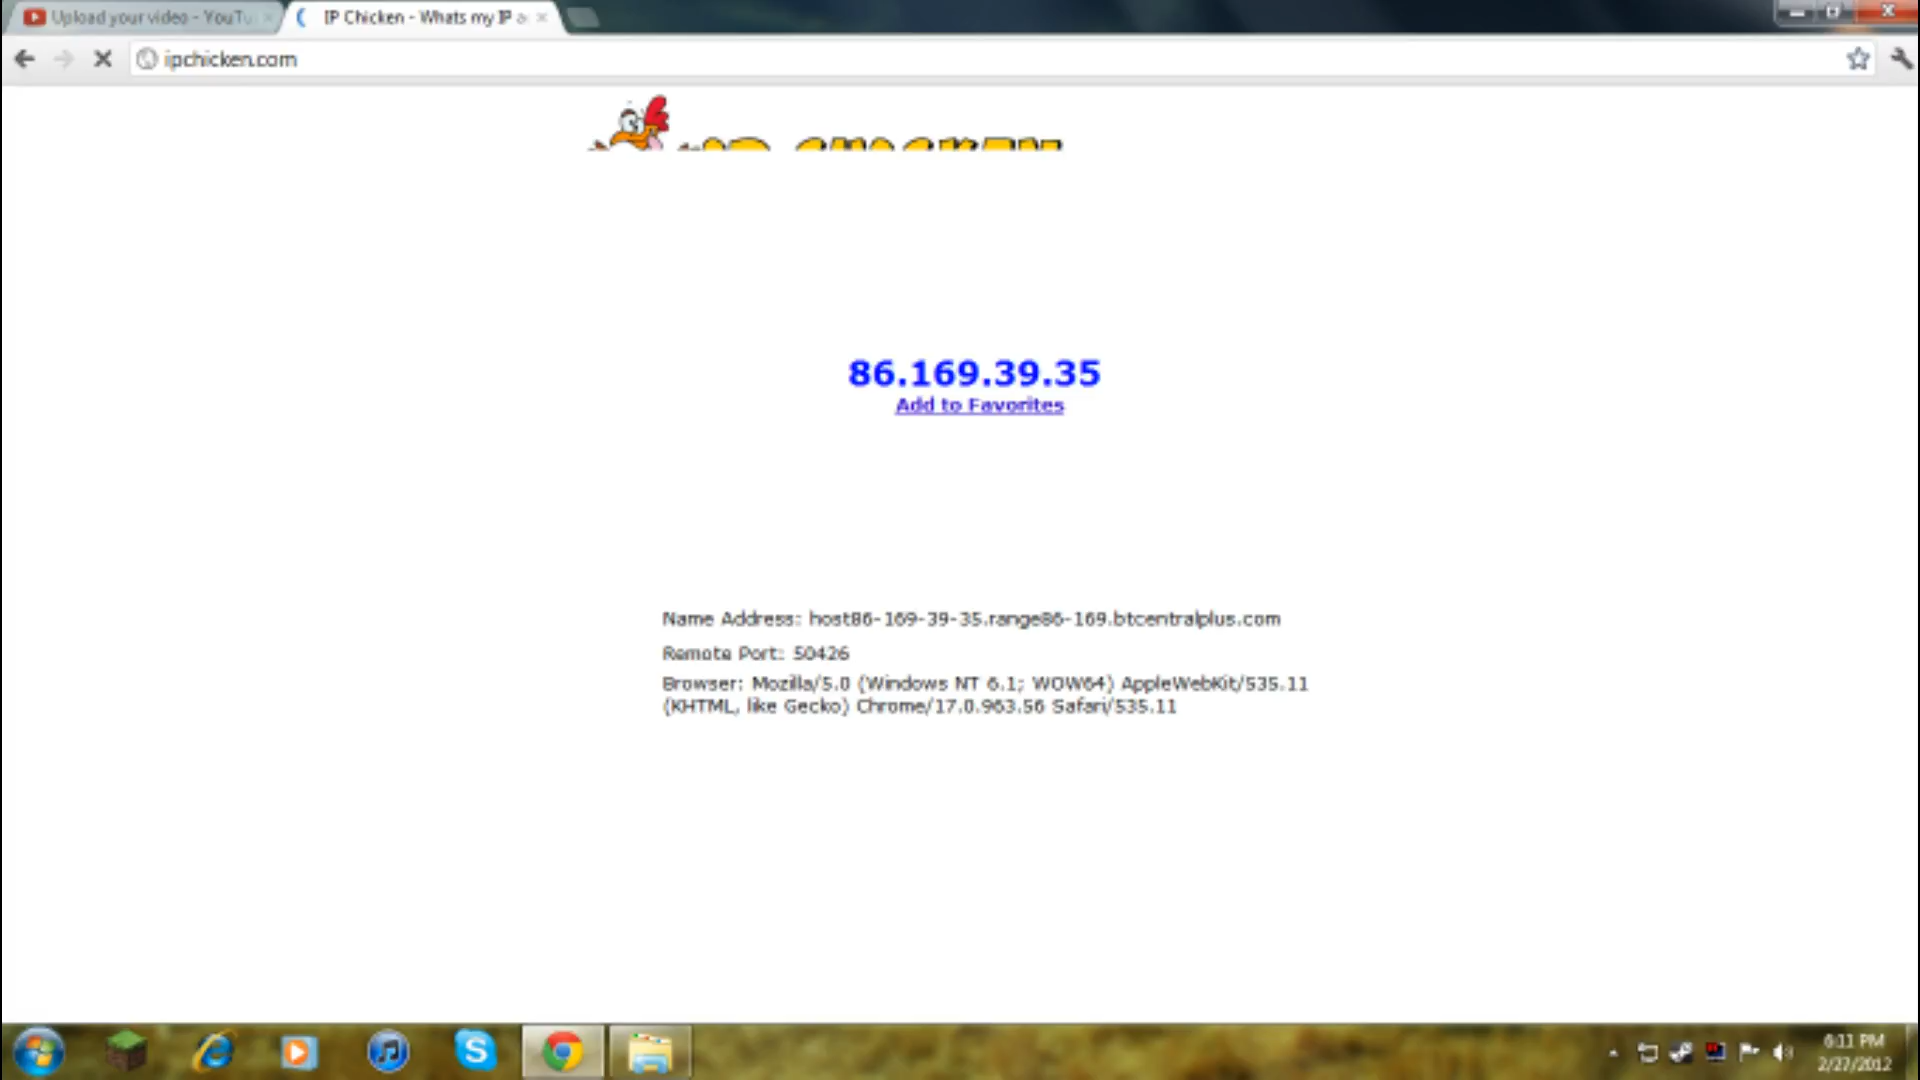 Upload your video - YouTu
IP Chicken - Whats my IP a
ipchicken.com
86.169.39.35
Add to Favorites
Name Address: host86-169-39-35.range86-169.btcentralplus.com
Remote Port: 50426
Browser: Mozilla/5.0 (Windows NT 6.1; WOW64) AppleWebKit/535.11
(KHTML, like Gecko) Chrome/17.0.963.56 Safari/535.11
6:11 PM
2/27/2012